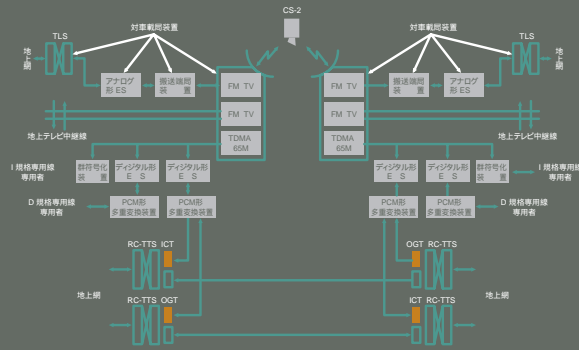 CS-2
対車載局装置
対車載局装置
TLS
TLS
地上網
地上網
アナログ
形 ES
搬送端局
装　置
FM TV
FM TV
搬送端局
装　置
アナログ
形 ES
FM TV
FM TV
地上テレビ中継線
地上テレビ中継線
TDMA
65M
TDMA
65M
I 規格専用線
専用者
群符号化
装　置
ディジタル形
E　S
ディジタル形
E　S
ディジタル形
E　S
ディジタル形
E　S
群符号化
装　置
I 規格専用線
専用者
D 規格専用線
専用者
PCM形
多重変換装置
PCM形
多重変換装置
PCM形
多重変換装置
PCM形
多重変換装置
D 規格専用線
専用者
RC-TTS ICT
OGT RC-TTS
地上網
地上網
RC-TTS OGT
ICT RC-TTS